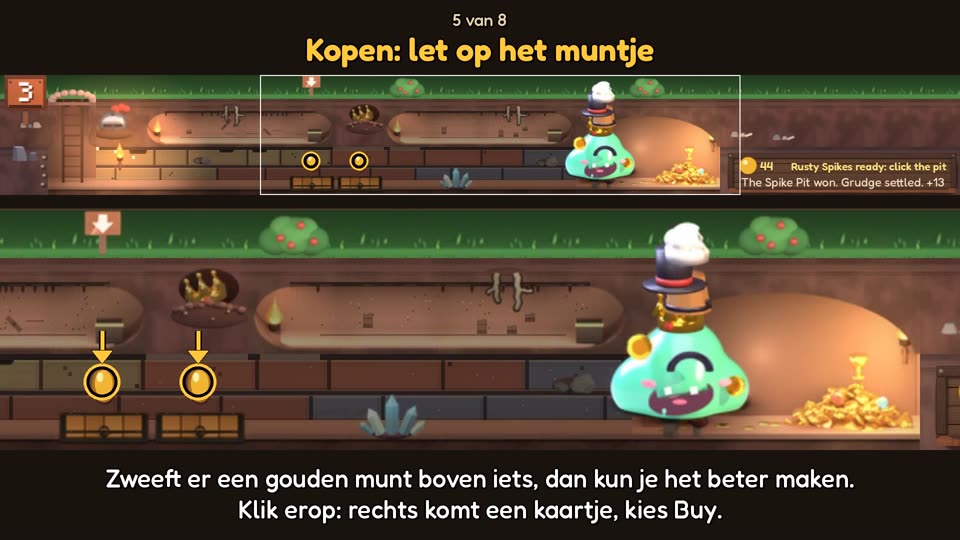 5 van 8
Kopen: let op het muntje
3
44 Rusty Spikes ready: click the pit
The Spike Pit won. Grudge settled. +13
Zweeft er een gouden munt boven iets, dan kun je het beter maken.
Klik erop: rechts komt een kaartje, kies Buy.